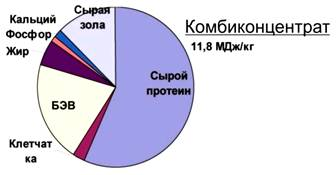 Комбиконцентрат
11,8 МДж/кг
Сырая
зола
Кальций
Фосфор
Жир
Сырой
протеин
БЭВ
Клетчат
ка